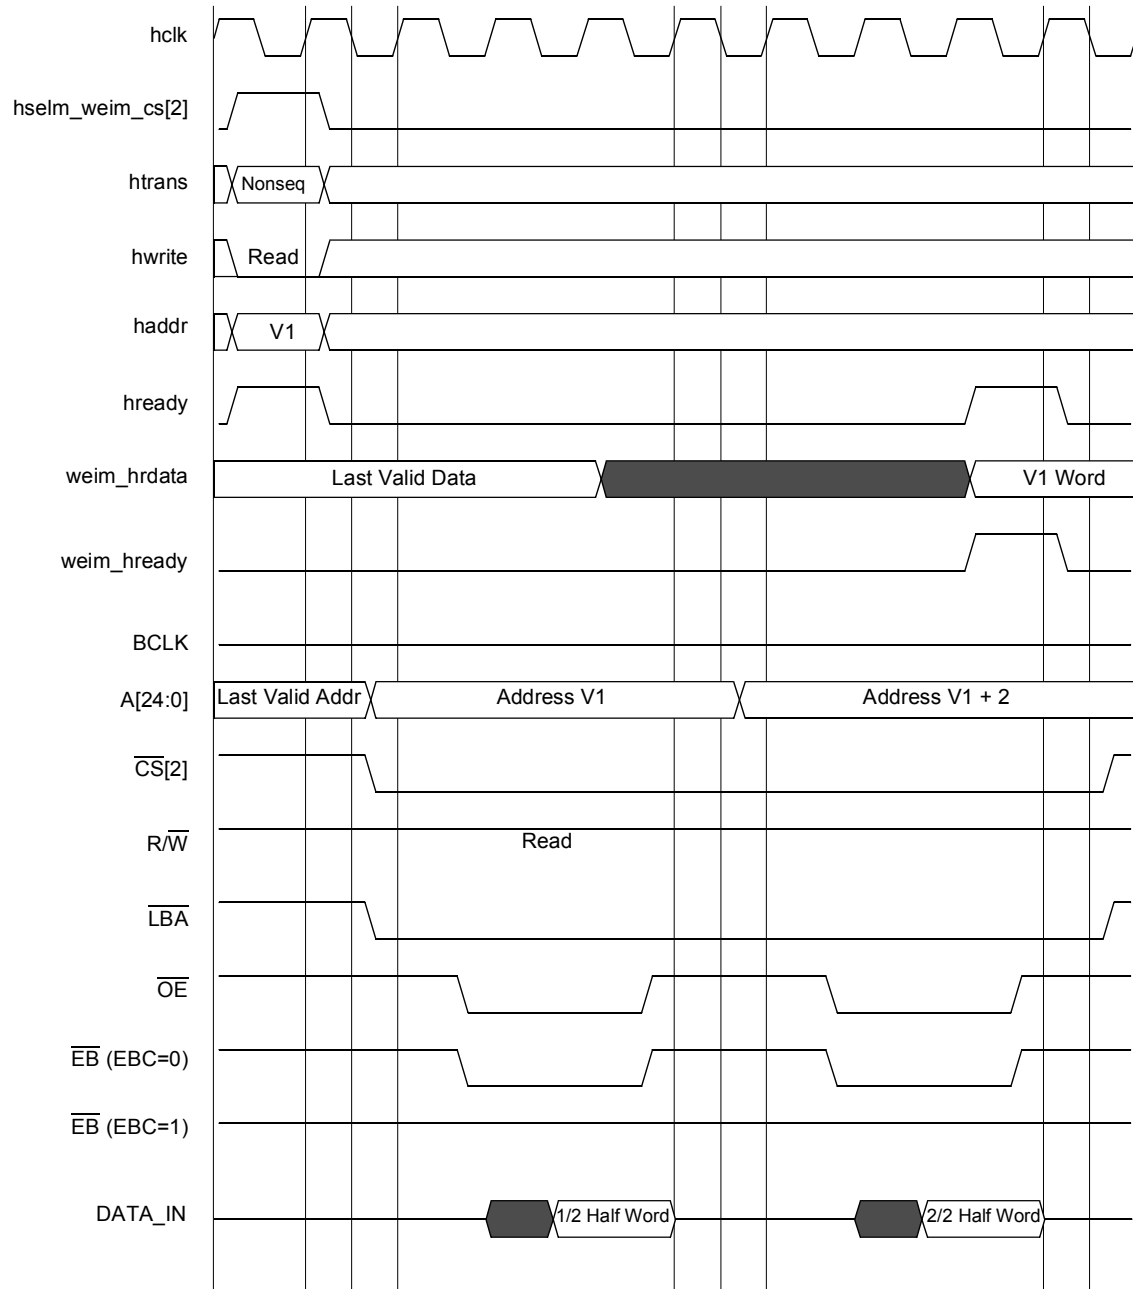 hclk
hselm_weim_cs[2]
htrans Nonseq
hwrite Read
haddr V1
hready
weim_hrdata Last Valid Data V1 Word
weim_hready
BCLK
A[24:0] Last Valid Addr Address V1 Address V1 + 2
CS[2]
R/W Read
LBA
OE
EB (EBC=0)
EB (EBC=1)
DATA_IN 1/2 Half Word 2/2 Half Word